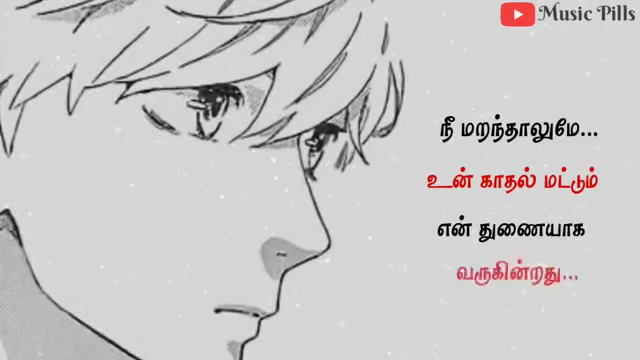 Music Pills
நீ மறந்தாலுமே...
உன் காதல் மட்டும்
என் துணையாக
வருகின்றது...